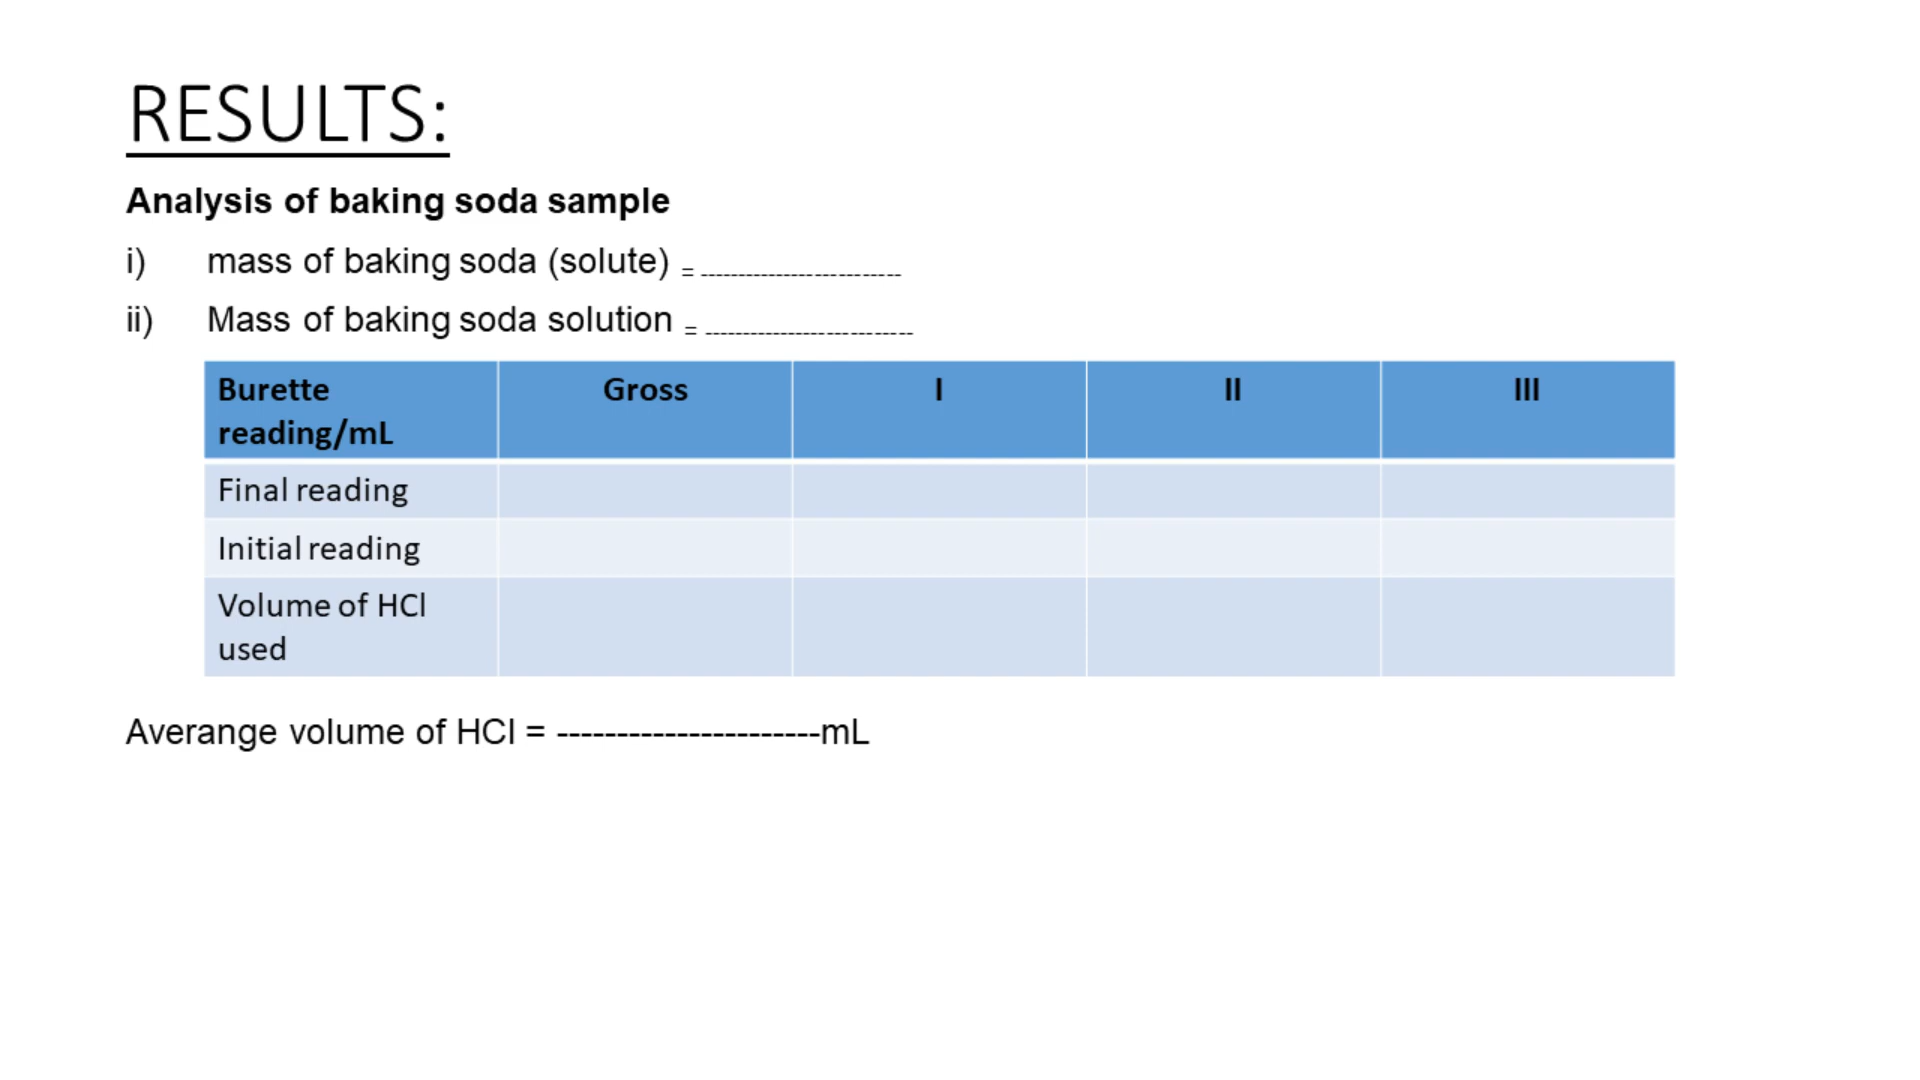 RESULTS:
Analysis of baking soda sample
i) mass of baking soda (solute) = ---------------------------
ii) Mass of baking soda solution = ----------------------------
Burette reading/mL Gross I II III
Final reading
Initial reading
Volume of HCl used
Averange volume of HCl = ----------------------mL